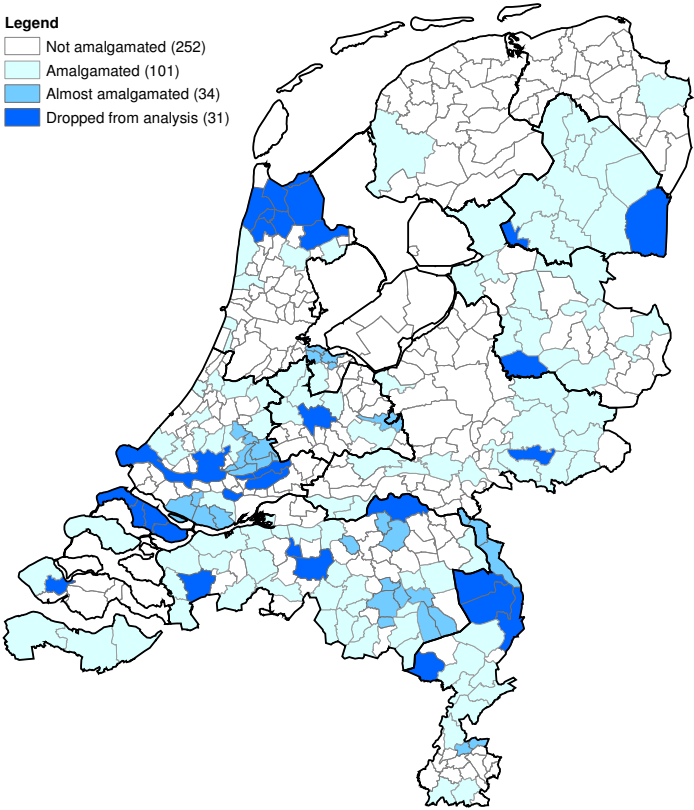 Legend
Not amalgamated (252)
Amalgamated (101)
Almost amalgamated (34)
Dropped from analysis (31)